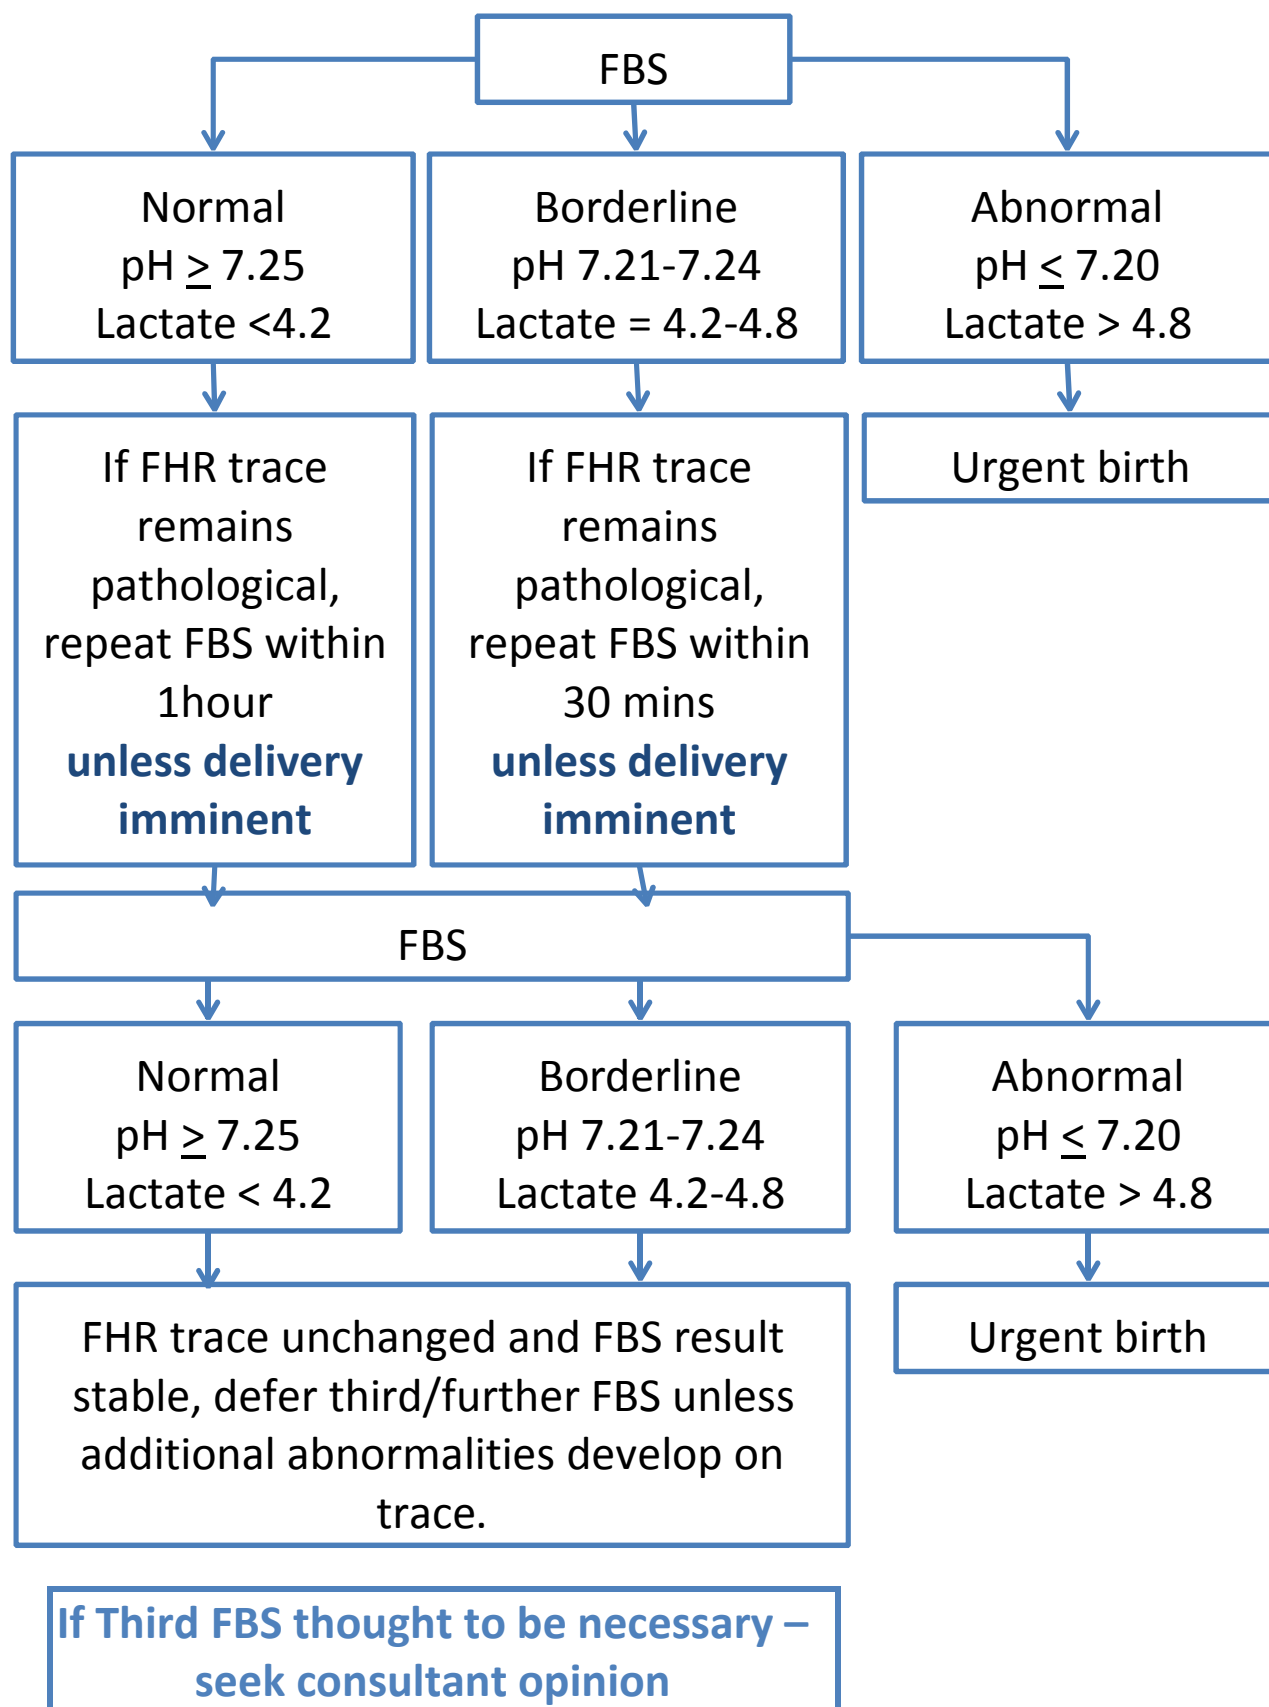 FBS
Normal
pH ≥ 7.25
Lactate <4.2
Borderline
pH 7.21-7.24
Lactate = 4.2-4.8
Abnormal
pH ≤ 7.20
Lactate > 4.8
If FHR trace
remains
pathological,
repeat FBS within
1hour
unless delivery
imminent
If FHR trace
remains
pathological,
repeat FBS within
30 mins
unless delivery
imminent
Urgent birth
FBS
Normal
pH ≥ 7.25
Lactate < 4.2
Borderline
pH 7.21-7.24
Lactate 4.2-4.8
Abnormal
pH ≤ 7.20
Lactate > 4.8
FHR trace unchanged and FBS result
stable, defer third/further FBS unless
additional abnormalities develop on
trace.
Urgent birth
If Third FBS thought to be necessary –
seek consultant opinion